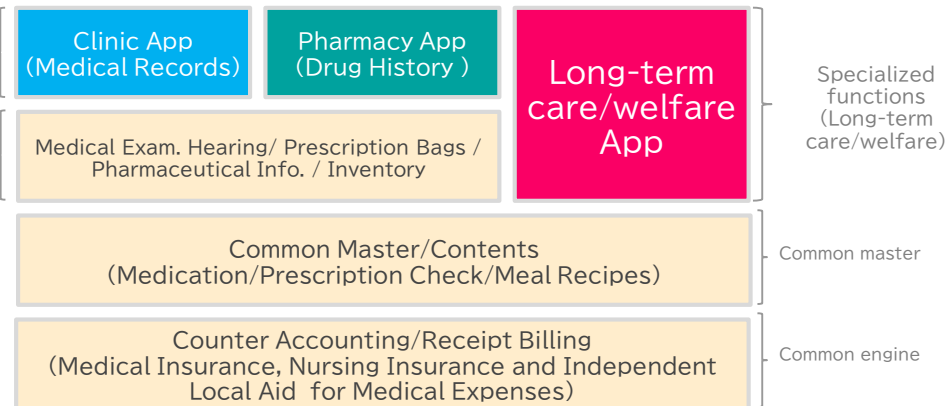 Clinic App
(Medical Records)
Pharmacy App
(Drug History )
Long-term
care/welfare
App
Specialized
functions
(Long-term
care/welfare)
Medical Exam. Hearing/ Prescription Bags /
Pharmaceutical Info. / Inventory
Common Master/Contents
(Medication/Prescription Check/Meal Recipes)
Common master
Counter Accounting/Receipt Billing
(Medical Insurance, Nursing Insurance and Independent
Local Aid for Medical Expenses)
Common engine